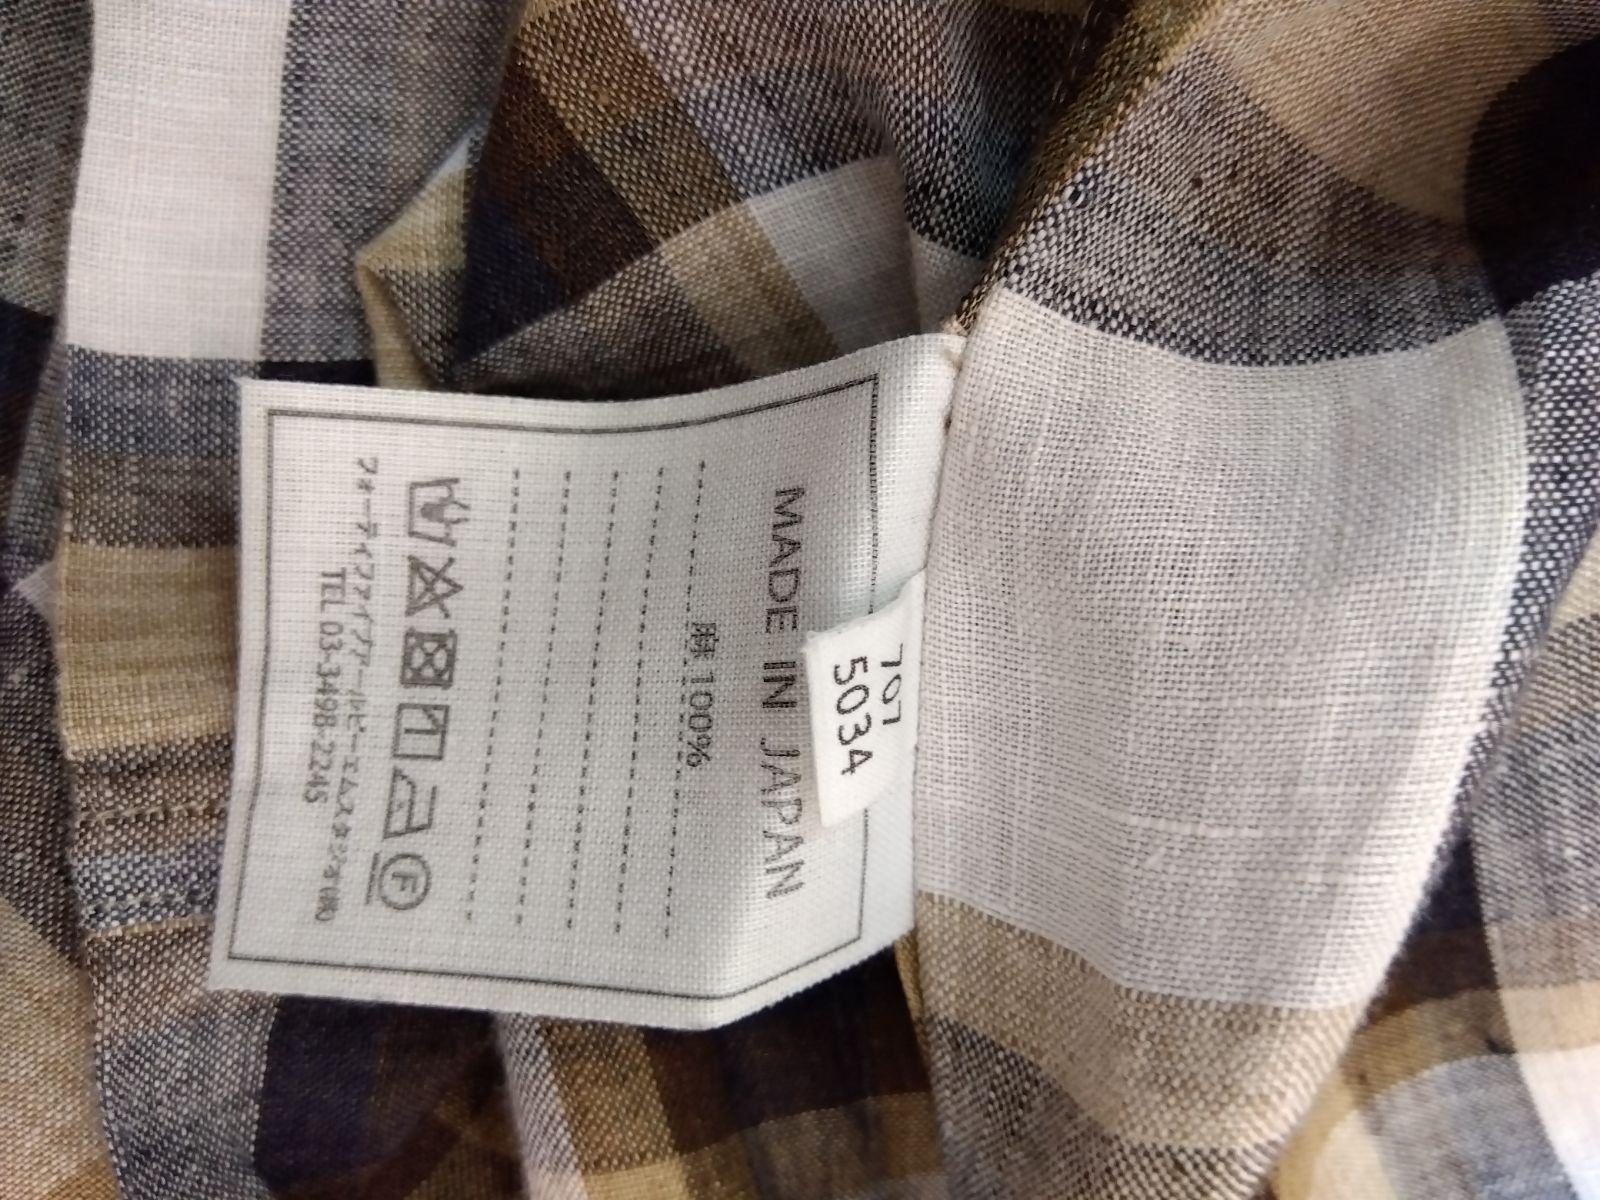 707
5034
MADE IN JAPAN
麻 100%
F
フォーティファイブアールピーエムスタジオ(株)
TEL 03-3498-2245